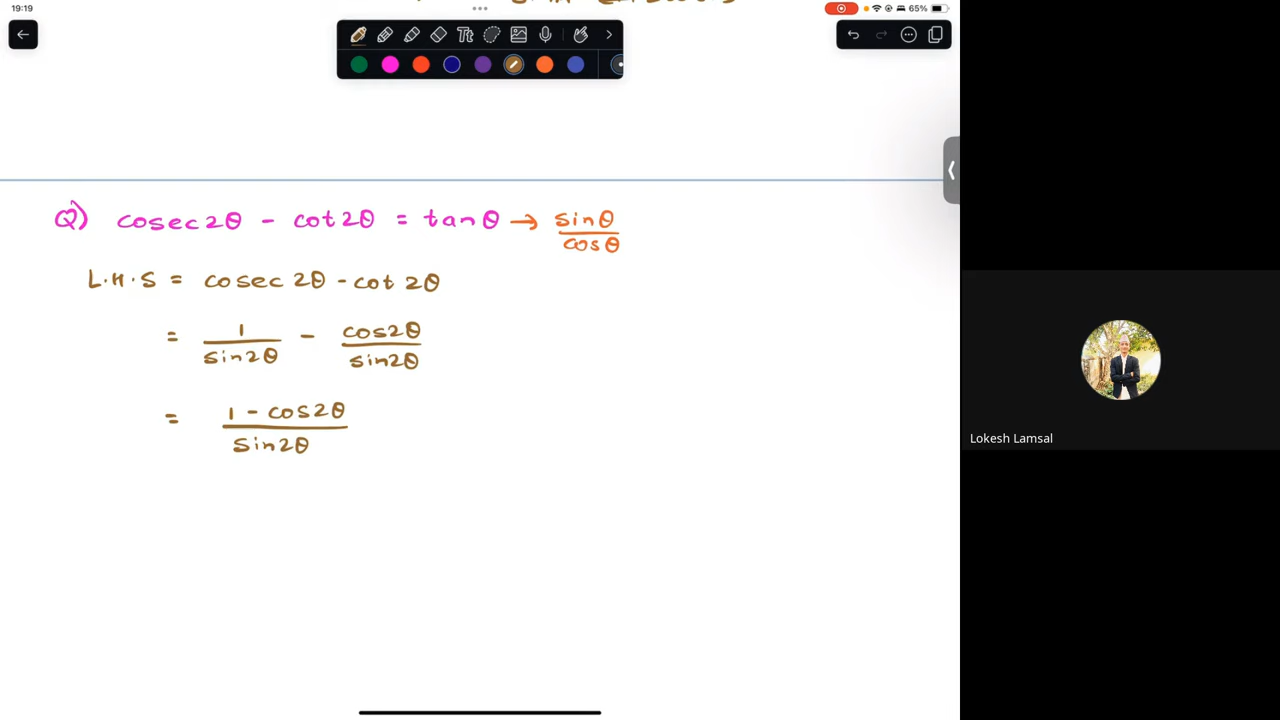 19:19
65%
Tt
Q) cosec2θ - cot2θ = tanθ → sinθ/cosθ
L.H.S = cosec 2θ - cot 2θ
= 1/sin2θ - cos2θ/sin2θ
= 1 - cos2θ/sin2θ
Lokesh Lamsal